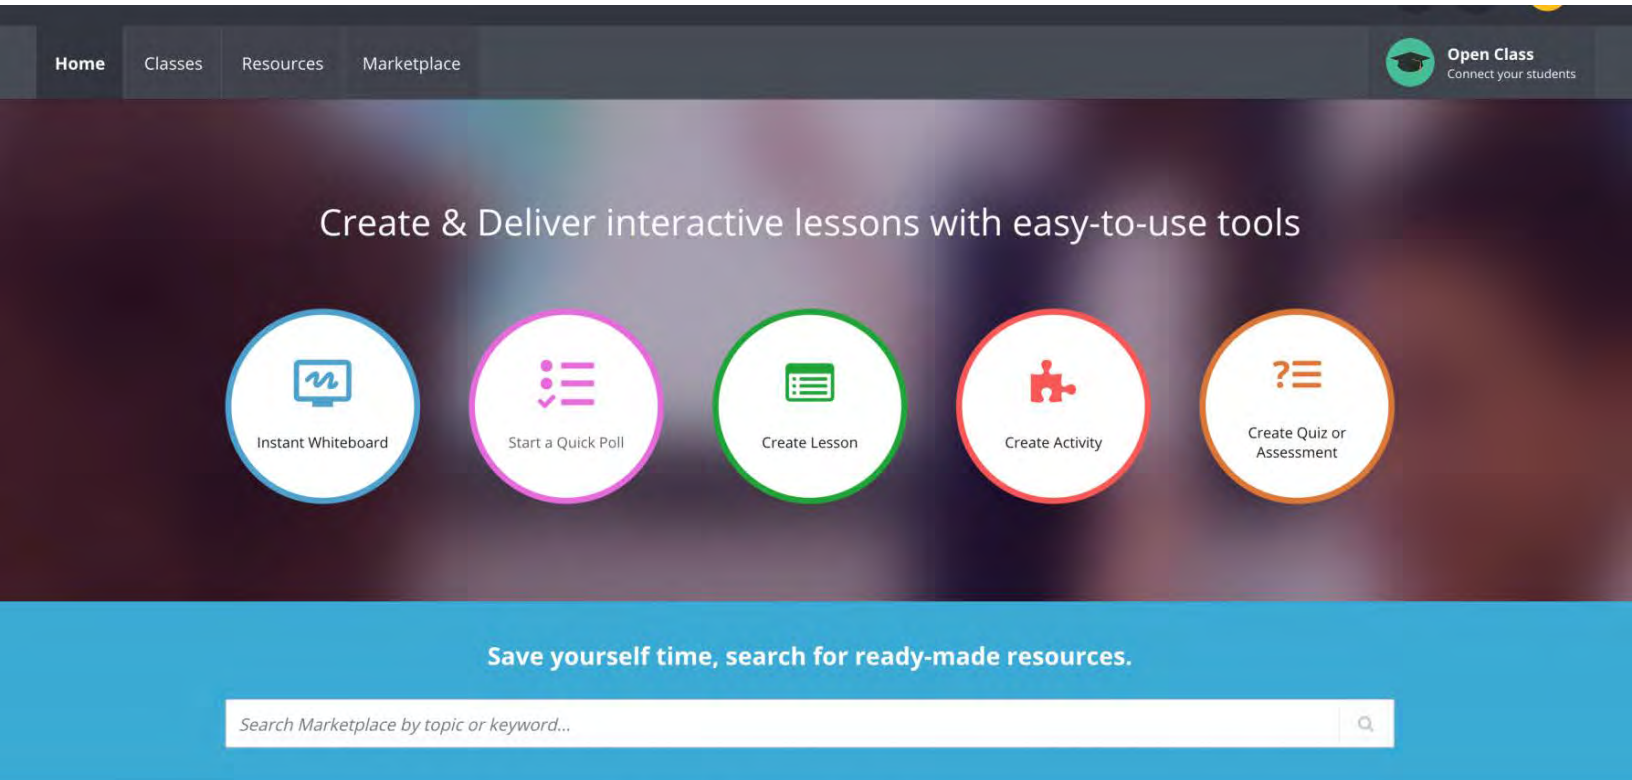 Home Classes Resources Marketplace
Open Class
Connect your students
Create & Deliver interactive lessons with easy-to-use tools
Instant Whiteboard
Start a Quick Poll
Create Lesson
Create Activity
Create Quiz or
Assessment
Save yourself time, search for ready-made resources.
Search Marketplace by topic or keyword...